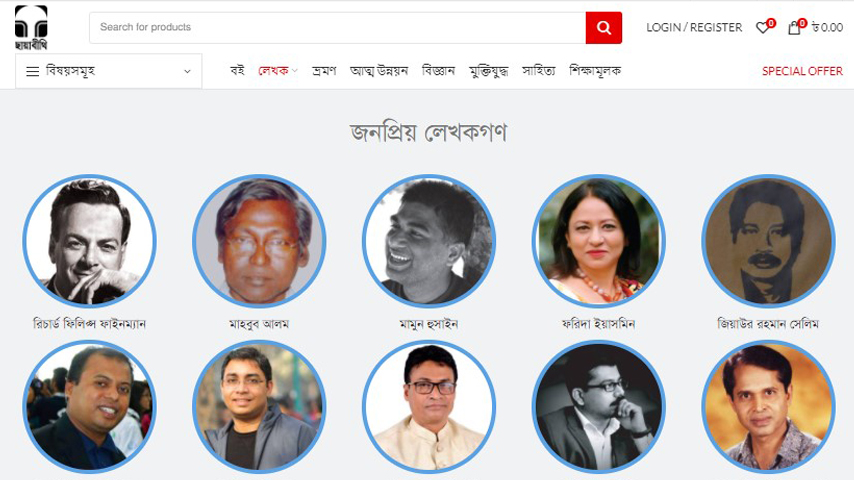 ছায়াবীথি
Search for products
LOGIN / REGISTER
0
0
৳ 0.00
বিষয়সমূহ
বই লেখক ভ্রমণ আত্ম উন্নয়ন বিজ্ঞান মুক্তিযুদ্ধ সাহিত্য শিক্ষামূলক
SPECIAL OFFER
জনপ্রিয় লেখকগণ
রিচার্ড ফিলিপ্স ফাইনম্যান
মাহবুব আলম
মামুন হুসাইন
ফরিদা ইয়াসমিন
জিয়াউর রহমান সেলিম